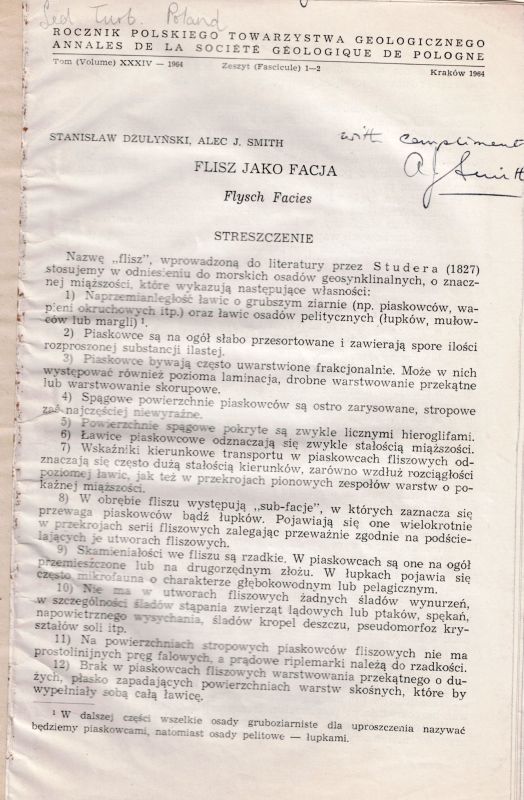 Sed Turb. Poland
ROCZNIK POLSKIEGO TOWARZYSTWA GEOLOGICZNEGO
ANNALES DE LA SOCIÉTÉ GÉOLOGIQUE DE POLOGNE
Tom (Volume) XXXIV — 1964 Zeszyt (Fascicule) 1—2 Kraków 1964
with compliments
A J Smith
STANISŁAW DŻUŁYŃSKI, ALEC J. SMITH
FLISZ JAKO FACJA
Flysch Facies
STRESZCZENIE
Nazwę „flisz”, wprowadzoną do literatury przez Studera (1827)
stosujemy w odniesieniu do morskich osadów geosynklinalnych, o znacz-
nej miąższości, które wykazują następujące własności:
1) Naprzemianległość ławic o grubszym ziarnie (np. piaskowców, wa-
pieni okruchowych itp.) oraz ławic osadów pelitycznych (łupków, mułow-
ców lub margli) ¹.
2) Piaskowce są na ogół słabo przesortowane i zawierają spore ilości
rozproszonej substancji ilastej.
3) Piaskowce bywają często uwarstwione frakcjonalnie. Może w nich
występować również pozioma laminacja, drobne warstwowanie przekątne
lub warstwowanie skorupowe.
4) Spągowe powierzchnie piaskowców są ostro zarysowane, stropowe
zaś najczęściej niewyraźne.
5) Powierzchnie spągowe pokryte są zwykle licznymi hieroglifami.
6) Ławice piaskowcowe odznaczają się zwykle stałością miąższości.
7) Wskaźniki kierunkowe transportu w piaskowcach fliszowych od-
znaczają się często dużą stałością kierunków, zarówno wzdłuż rozciągłości
poziomej ławic, jak też w przekrojach pionowych zespołów warstw o po-
kaźnej miąższości.
8) W obrębie fliszu występują „sub-facje”, w których zaznacza się
przewaga piaskowców bądź łupków. Pojawiają się one wielokrotnie
w przekrojach serii fliszowych zalegając przeważnie zgodnie na podście-
lających je utworach fliszowych.
9) Skamieniałości we fliszu są rzadkie. W piaskowcach są one na ogół
przemieszczone lub na drugorzędnym złożu. W łupkach pojawia się
często mikrofauna o charakterze głębokowodnym lub pelagicznym.
10) Nie ma w utworach fliszowych żadnych śladów wynurzeń,
w szczególności śladów stąpania zwierząt lądowych lub ptaków, spękań,
napowietrznego wysychania, śladów kropel deszczu, pseudomorfoz kry-
ształów soli itp.
11) Na powierzchniach stropowych piaskowców fliszowych nie ma
prostolinijnych pręg falowych, a prądowe riplemarki należą do rzadkości.
12) Brak w piaskowcach fliszowych warstwowania przekątnego o du-
żych, płasko zapadających powierzchniach warstw skośnych, które by
wypełniały sobą całą ławicę.
¹ W dalszej części wszelkie osady gruboziarniste dla uproszczenia nazywać
będziemy piaskowcami, natomiast osady pelitowe — łupkami.